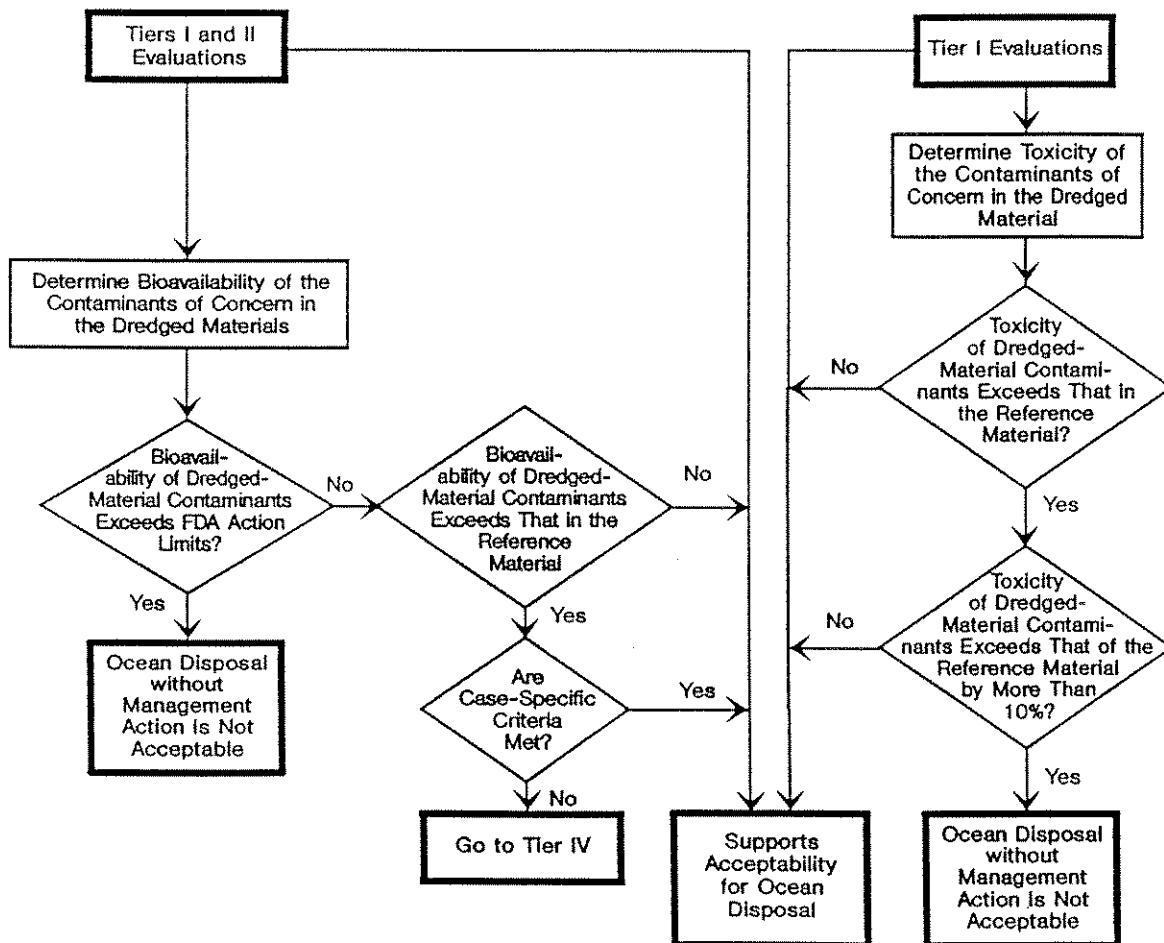 Tiers I and II
Evaluations
Determine Bioavailability of the
Contaminants of Concern in
the Dredged Materials
Bioavail-
ability of Dredged-
Material Contaminants
Exceeds FDA Action
Limits?
No
Yes
Ocean Disposal
without
Management
Action Is Not
Acceptable
Bioavail-
ability of Dredged-
Material Contaminants
Exceeds That in the
Reference
Material
No
Yes
Are
Case-Specific
Criteria
Met?
Yes
No
Go to Tier IV
Tier I Evaluations
Determine Toxicity of
the Contaminants of
Concern in the Dredged
Material
Toxicity
of Dredged-
Material Contami-
nants Exceeds That in
the Reference
Material?
No
Yes
Toxicity
of Dredged-
Material Contami-
nants Exceeds That of the
Reference Material
by More Than
10%?
No
Yes
Supports
Acceptability
for Ocean
Disposal
Ocean Disposal
without
Management
Action Is Not
Acceptable